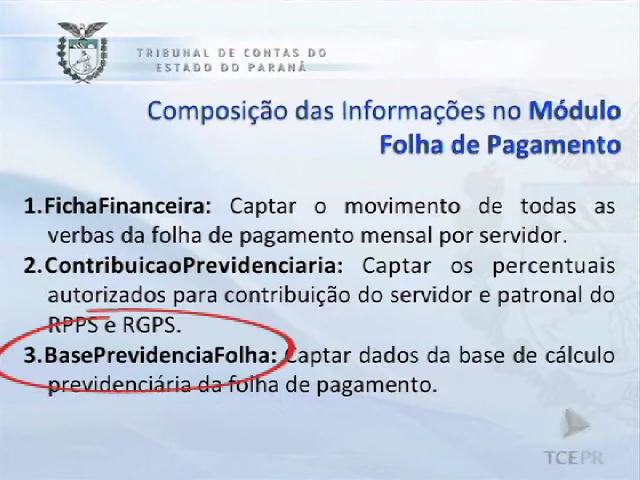 TRIBUNAL DE CONTAS DO
ESTADO DO PARANÁ
Composição das Informações no Módulo
Folha de Pagamento
1.FichaFinanceira: Captar o movimento de todas as
verbas da folha de pagamento mensal por servidor.
2.ContribuicaoPrevidenciaria: Captar os percentuais
autorizados para contribuição do servidor e patronal do
RPPS e RGPS.
3.BasePrevidenciaFolha: Captar dados da base de cálculo
previdenciária da folha de pagamento.
TCEPR